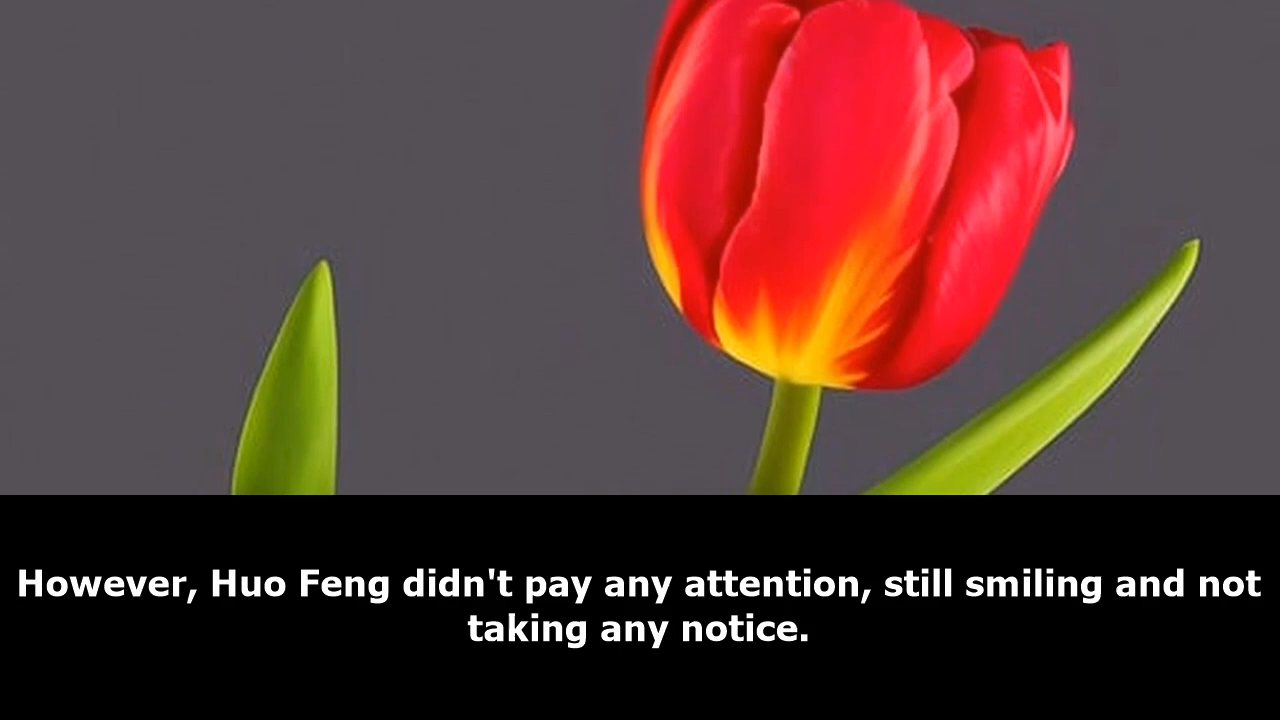 However, Huo Feng didn't pay any attention, still smiling and not
taking any notice.